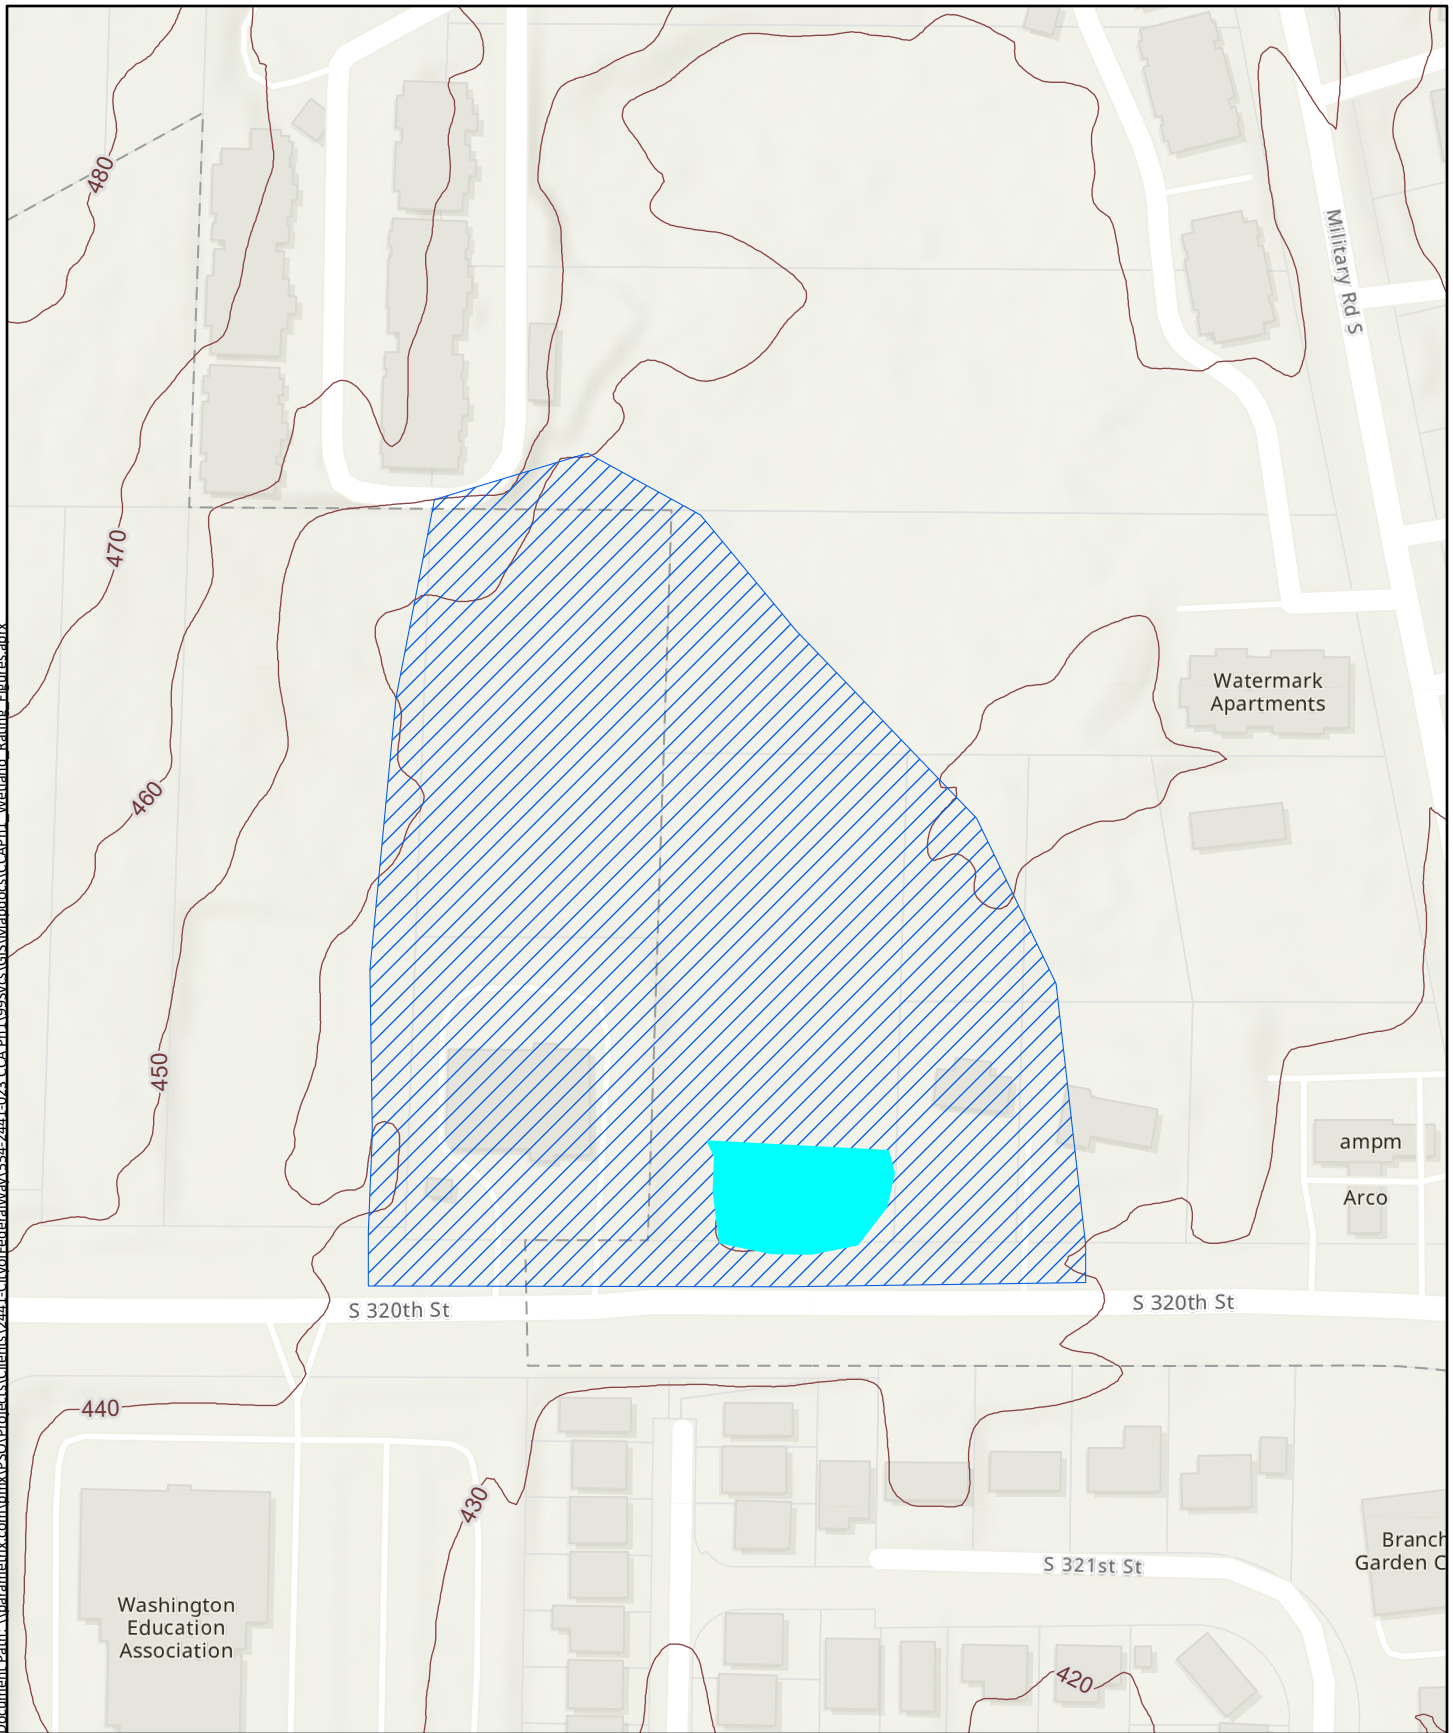 480
Military Rd S
470
Watermark
Apartments
460
450
ampm
Arco
S 320th St
S 320th St
440
430
Branch
Garden C
S 321st St
Washington
Education
Association
420